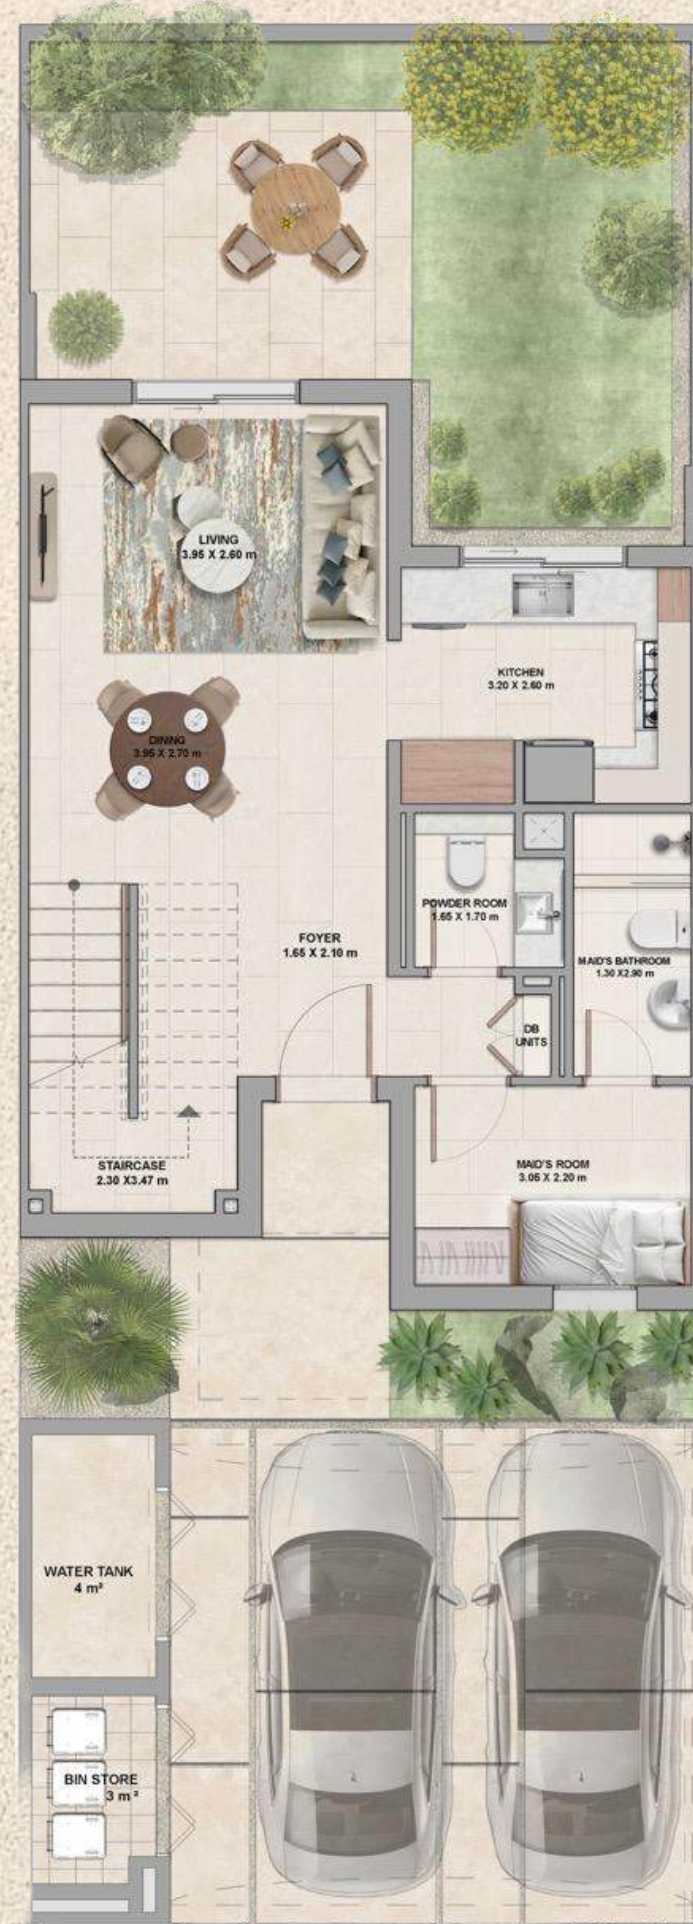 LIVING
3.95 X 2.60 m
KITCHEN
3.20 X 2.60 m
DINING
3.95 X 2.70 m
POWDER ROOM
1.65 X 1.70 m
FOYER
1.65 X 2.10 m
MAID'S BATHROOM
1.30 X2.90 m
DB
UNITS
STAIRCASE
2.30 X3.47 m
MAID'S ROOM
3.05 X 2.20 m
WATER TANK
4 m²
BIN STORE
3 m²